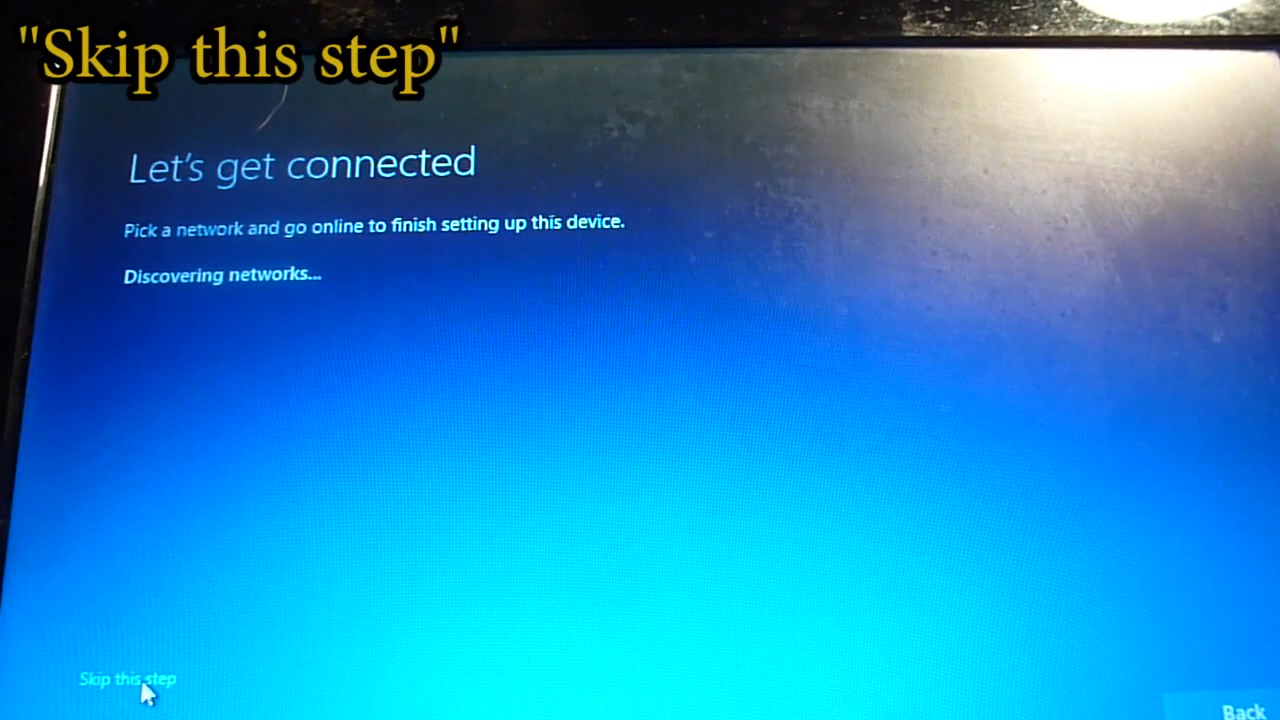 "Skip this step"
Let's get connected
Pick a network and go online to finish setting up this device.
Discovering networks...
Skip this step
Back